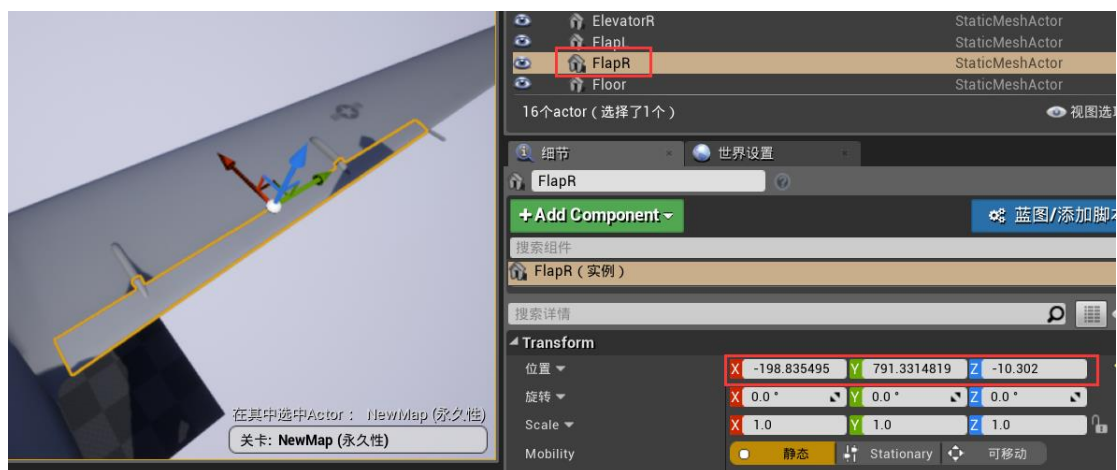 ElevatorR StaticMeshActor
FlapL StaticMeshActor
FlapR StaticMeshActor
Floor StaticMeshActor
16个actor（选择了1个） 视图选项
细节 世界设置
FlapR
+Add Component 蓝图/添加脚本
搜索组件
FlapR（实例）
搜索详情
Transform
位置 X -198.835495 Y 791.3314819 Z -10.302
旋转 X 0.0° Y 0.0° Z 0.0°
Scale X 1.0 Y 1.0 Z 1.0
Mobility 静态 Stationary 可移动
在其中选中Actor： NewMap (永久性)
关卡: NewMap (永久性)